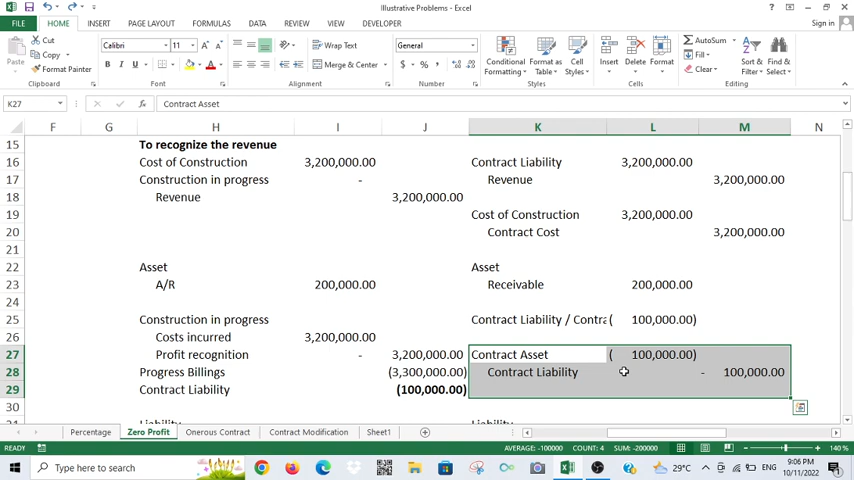 Illustrative Problems - Excel
Sign in
FILE HOME INSERT PAGE LAYOUT FORMULAS DATA REVIEW VIEW DEVELOPER
Cut
Copy
Format Painter
Paste
Calibri 11
B I U
Wrap Text
Merge & Center
General
$ % ,
Conditional Formatting
Format as Table
Cell Styles
Insert Delete Format
AutoSum
Fill
Clear
Sort & Filter
Find & Select
Clipboard Font Alignment Number Styles Cells Editing
K27 fx Contract Asset
F G H I J K L M N
15 To recognize the revenue
16 Cost of Construction 3,200,000.00 Contract Liability 3,200,000.00
17 Construction in progress - Revenue 3,200,000.00
18 Revenue 3,200,000.00
19 Cost of Construction 3,200,000.00
20 Contract Cost 3,200,000.00
21
22 Asset Asset
23 A/R 200,000.00 Receivable 200,000.00
24
25 Construction in progress Contract Liability / Contra ( 100,000.00)
26 Costs incurred 3,200,000.00
27 Profit recognition - 3,200,000.00 Contract Asset ( 100,000.00)
28 Progress Billings (3,300,000.00) Contract Liability - 100,000.00
29 Contract Liability (100,000.00)
30
Liability Liability
Percentage Zero Profit Onerous Contract Contract Modification Sheet1
READY AVERAGE: -100000 COUNT: 4 SUM: -200000 140%
Type here to search
29°C ENG 9:06 PM
10/11/2022